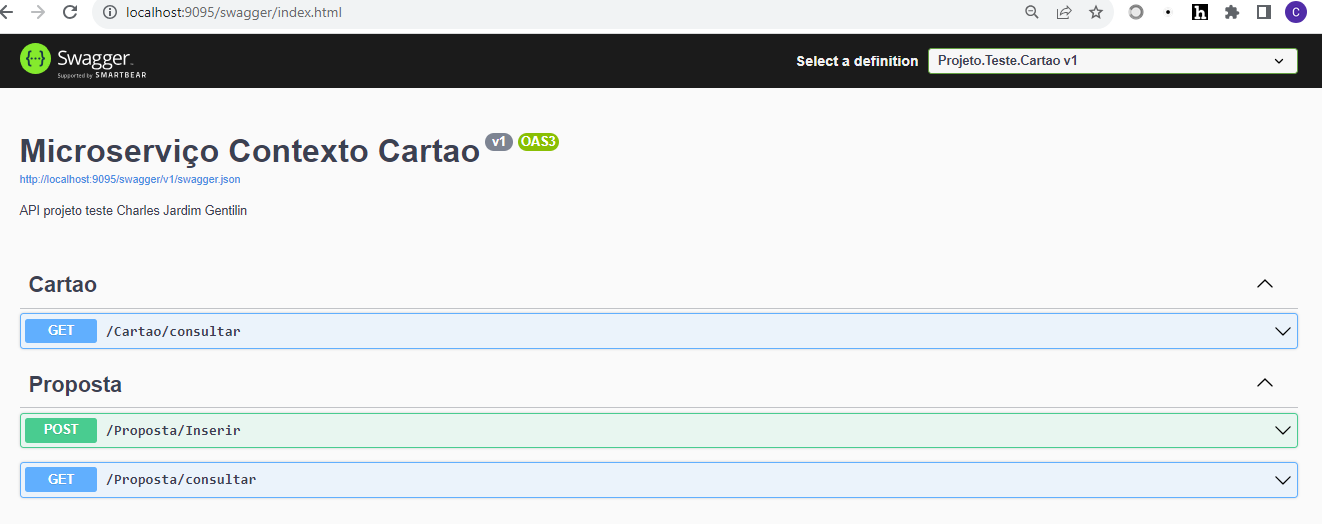 localhost:9095/swagger/index.html
C
Swagger
Supported by SMARTBEAR
Select a definition
Projeto.Teste.Cartao v1
Microserviço Contexto Cartao v1 OAS3
http://localhost:9095/swagger/v1/swagger.json
API projeto teste Charles Jardim Gentilin
Cartao
GET /Cartao/consultar
Proposta
POST /Proposta/Inserir
GET /Proposta/consultar